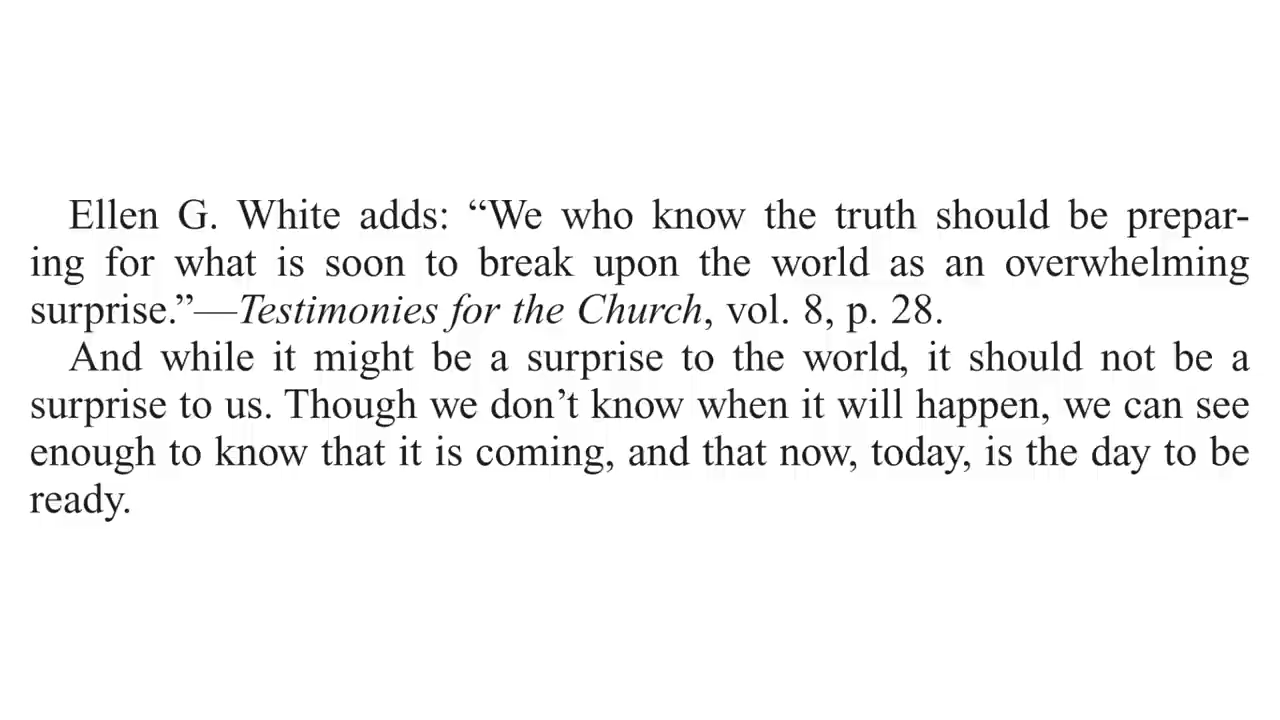 Ellen G. White adds: “We who know the truth should be prepar-
ing for what is soon to break upon the world as an overwhelming
surprise.”—Testimonies for the Church, vol. 8, p. 28.
And while it might be a surprise to the world, it should not be a
surprise to us. Though we don’t know when it will happen, we can see
enough to know that it is coming, and that now, today, is the day to be
ready.